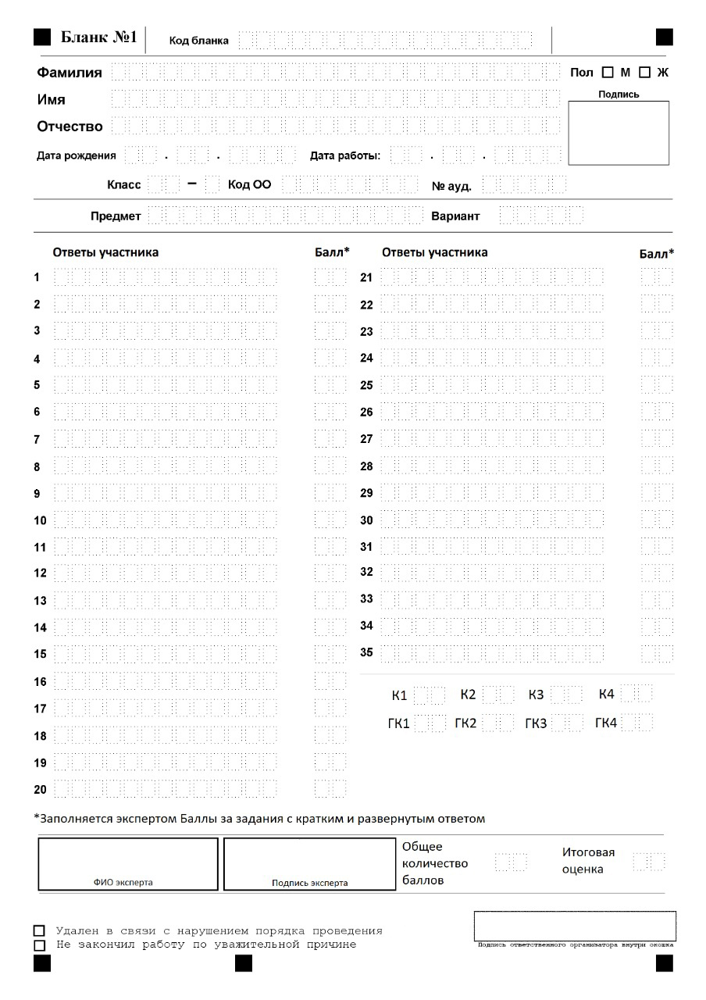 Бланк №1 Код бланка
Фамилия Пол М Ж
Имя Подпись
Отчество
Дата рождения . . Дата работы: . .
Класс – Код ОО № ауд.
Предмет Вариант
Ответы участника Балл* Ответы участника Балл*
1 21
2 22
3 23
4 24
5 25
6 26
7 27
8 28
9 29
10 30
11 31
12 32
13 33
14 34
15 35
16
К1 К2 К3 К4
17
ГК1 ГК2 ГК3 ГК4
18
19
20
*Заполняется экспертом Баллы за задания с кратким и развернутым ответом
ФИО эксперта
Подпись эксперта
Общее
количество
баллов
Итоговая
оценка
Удален в связи с нарушением порядка проведения
Не закончил работу по уважительной причине
Подпись ответственного организатора внутри окошка